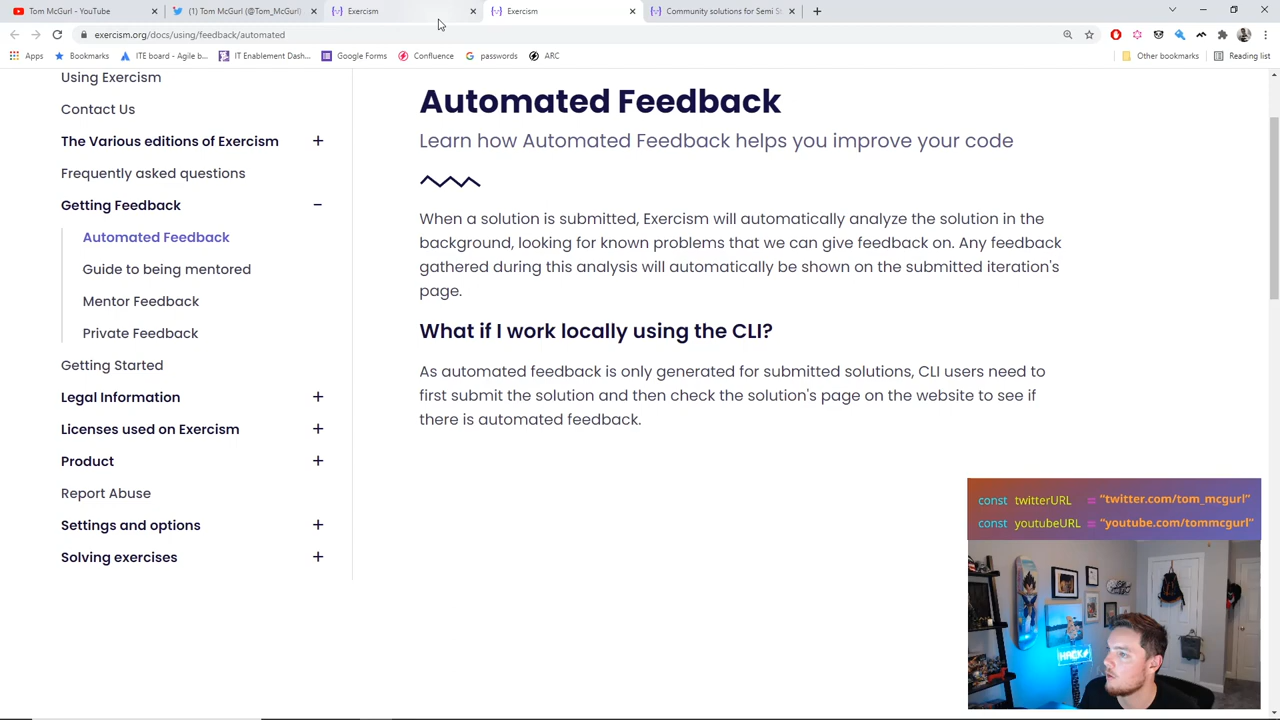 Tom McGurl - YouTube
(1) Tom McGurl (@Tom_McGurl)
Exercism
Exercism
Community solutions for Semi St
exercism.org/docs/using/feedback/automated
Apps
Bookmarks
ITE board - Agile b...
IT Enablement Dash...
Google Forms
Confluence
passwords
ARC
Other bookmarks
Reading list
Using Exercism
Contact Us
The Various editions of Exercism
Frequently asked questions
Getting Feedback
Automated Feedback
Guide to being mentored
Mentor Feedback
Private Feedback
Getting Started
Legal Information
Licenses used on Exercism
Product
Report Abuse
Settings and options
Solving exercises
Automated Feedback
Learn how Automated Feedback helps you improve your code
When a solution is submitted, Exercism will automatically analyze the solution in the
background, looking for known problems that we can give feedback on. Any feedback
gathered during this analysis will automatically be shown on the submitted iteration's
page.
What if I work locally using the CLI?
As automated feedback is only generated for submitted solutions, CLI users need to
first submit the solution and then check the solution's page on the website to see if
there is automated feedback.
const twitterURL = "twitter.com/tom_mcgurl"
const youtubeURL = "youtube.com/tommcgurl"
HACK